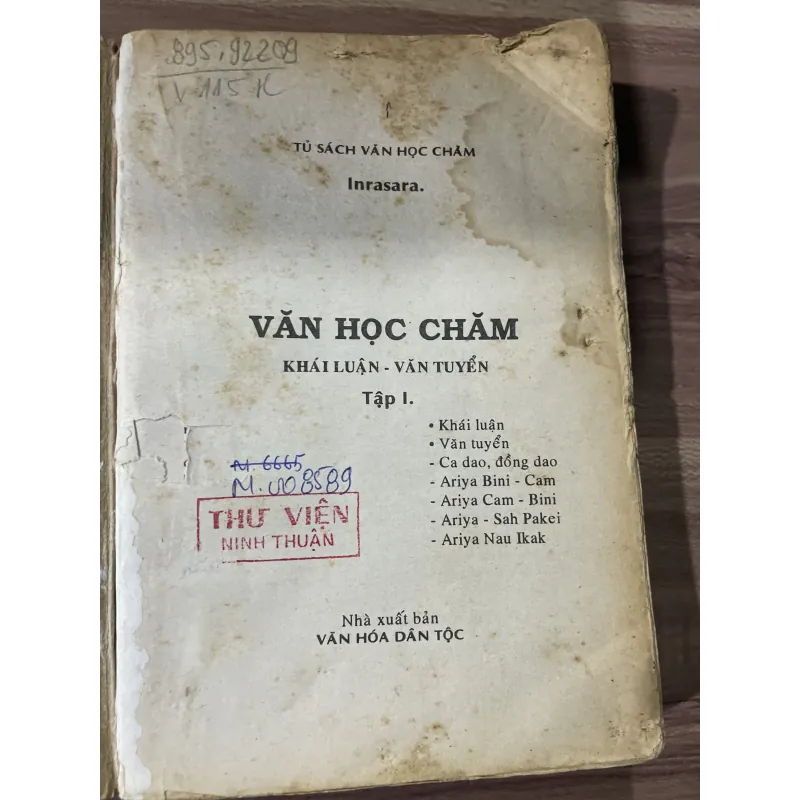 895.92209
V 115 K
TỦ SÁCH VĂN HỌC CHĂM
Inrasara.
VĂN HỌC CHĂM
KHÁI LUẬN - VĂN TUYỂN
Tập I.
• Khái luận
• Văn tuyển
- Ca dao, đồng dao
- Ariya Bini - Cam
- Ariya Cam - Bini
- Ariya - Sah Pakei
- Ariya Nau Ikak
M. 6665
M. 008589
THƯ VIỆN
NINH THUẬN
Nhà xuất bản
VĂN HÓA DÂN TỘC